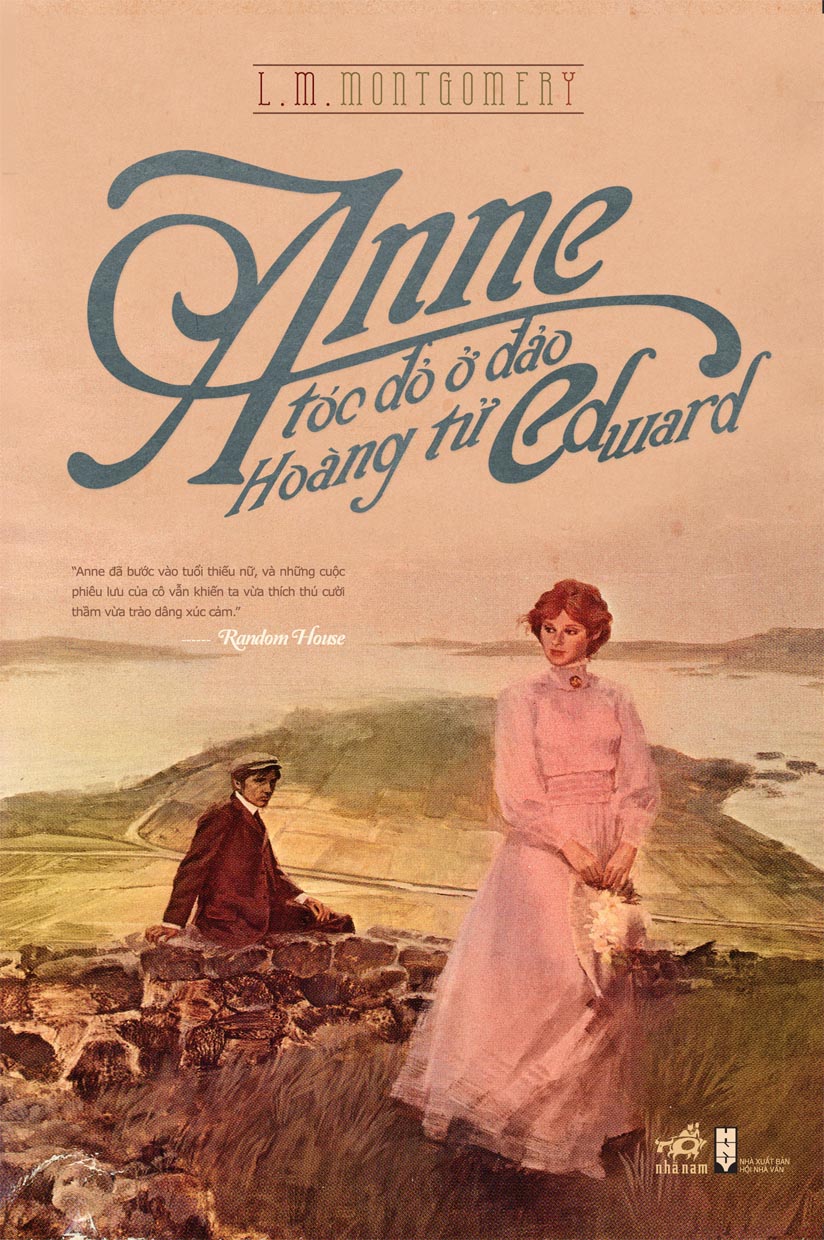 L.M.MONTGOMERY
Anne
tóc đỏ ở đảo
Hoàng tử Edward
“Anne đã bước vào tuổi thiếu nữ, và những cuộc
phiêu lưu của cô vẫn khiến ta vừa thích thú cười
thầm vừa trào dâng xúc cảm.”
------ Random House
nhã nam
HNV
NHÀ XUẤT BẢN
HỘI NHÀ VĂN